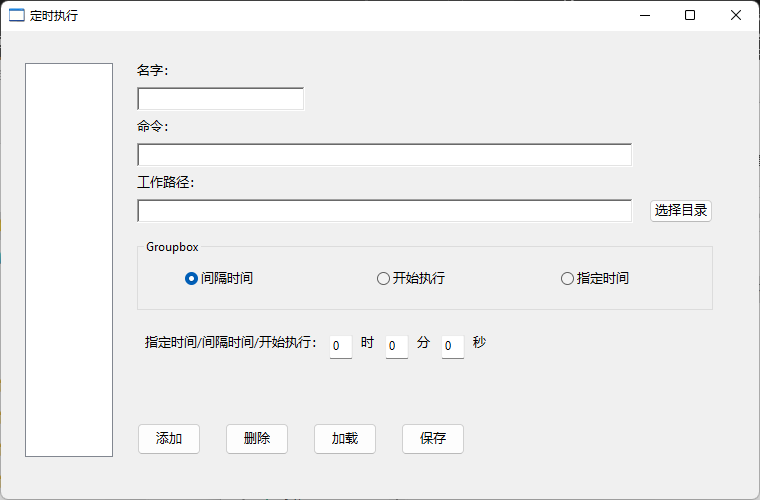 定时执行
名字:
命令:
工作路径:
选择目录
Groupbox
间隔时间 开始执行 指定时间
指定时间/间隔时间/开始执行: 0 时 0 分 0 秒
添加 删除 加载 保存